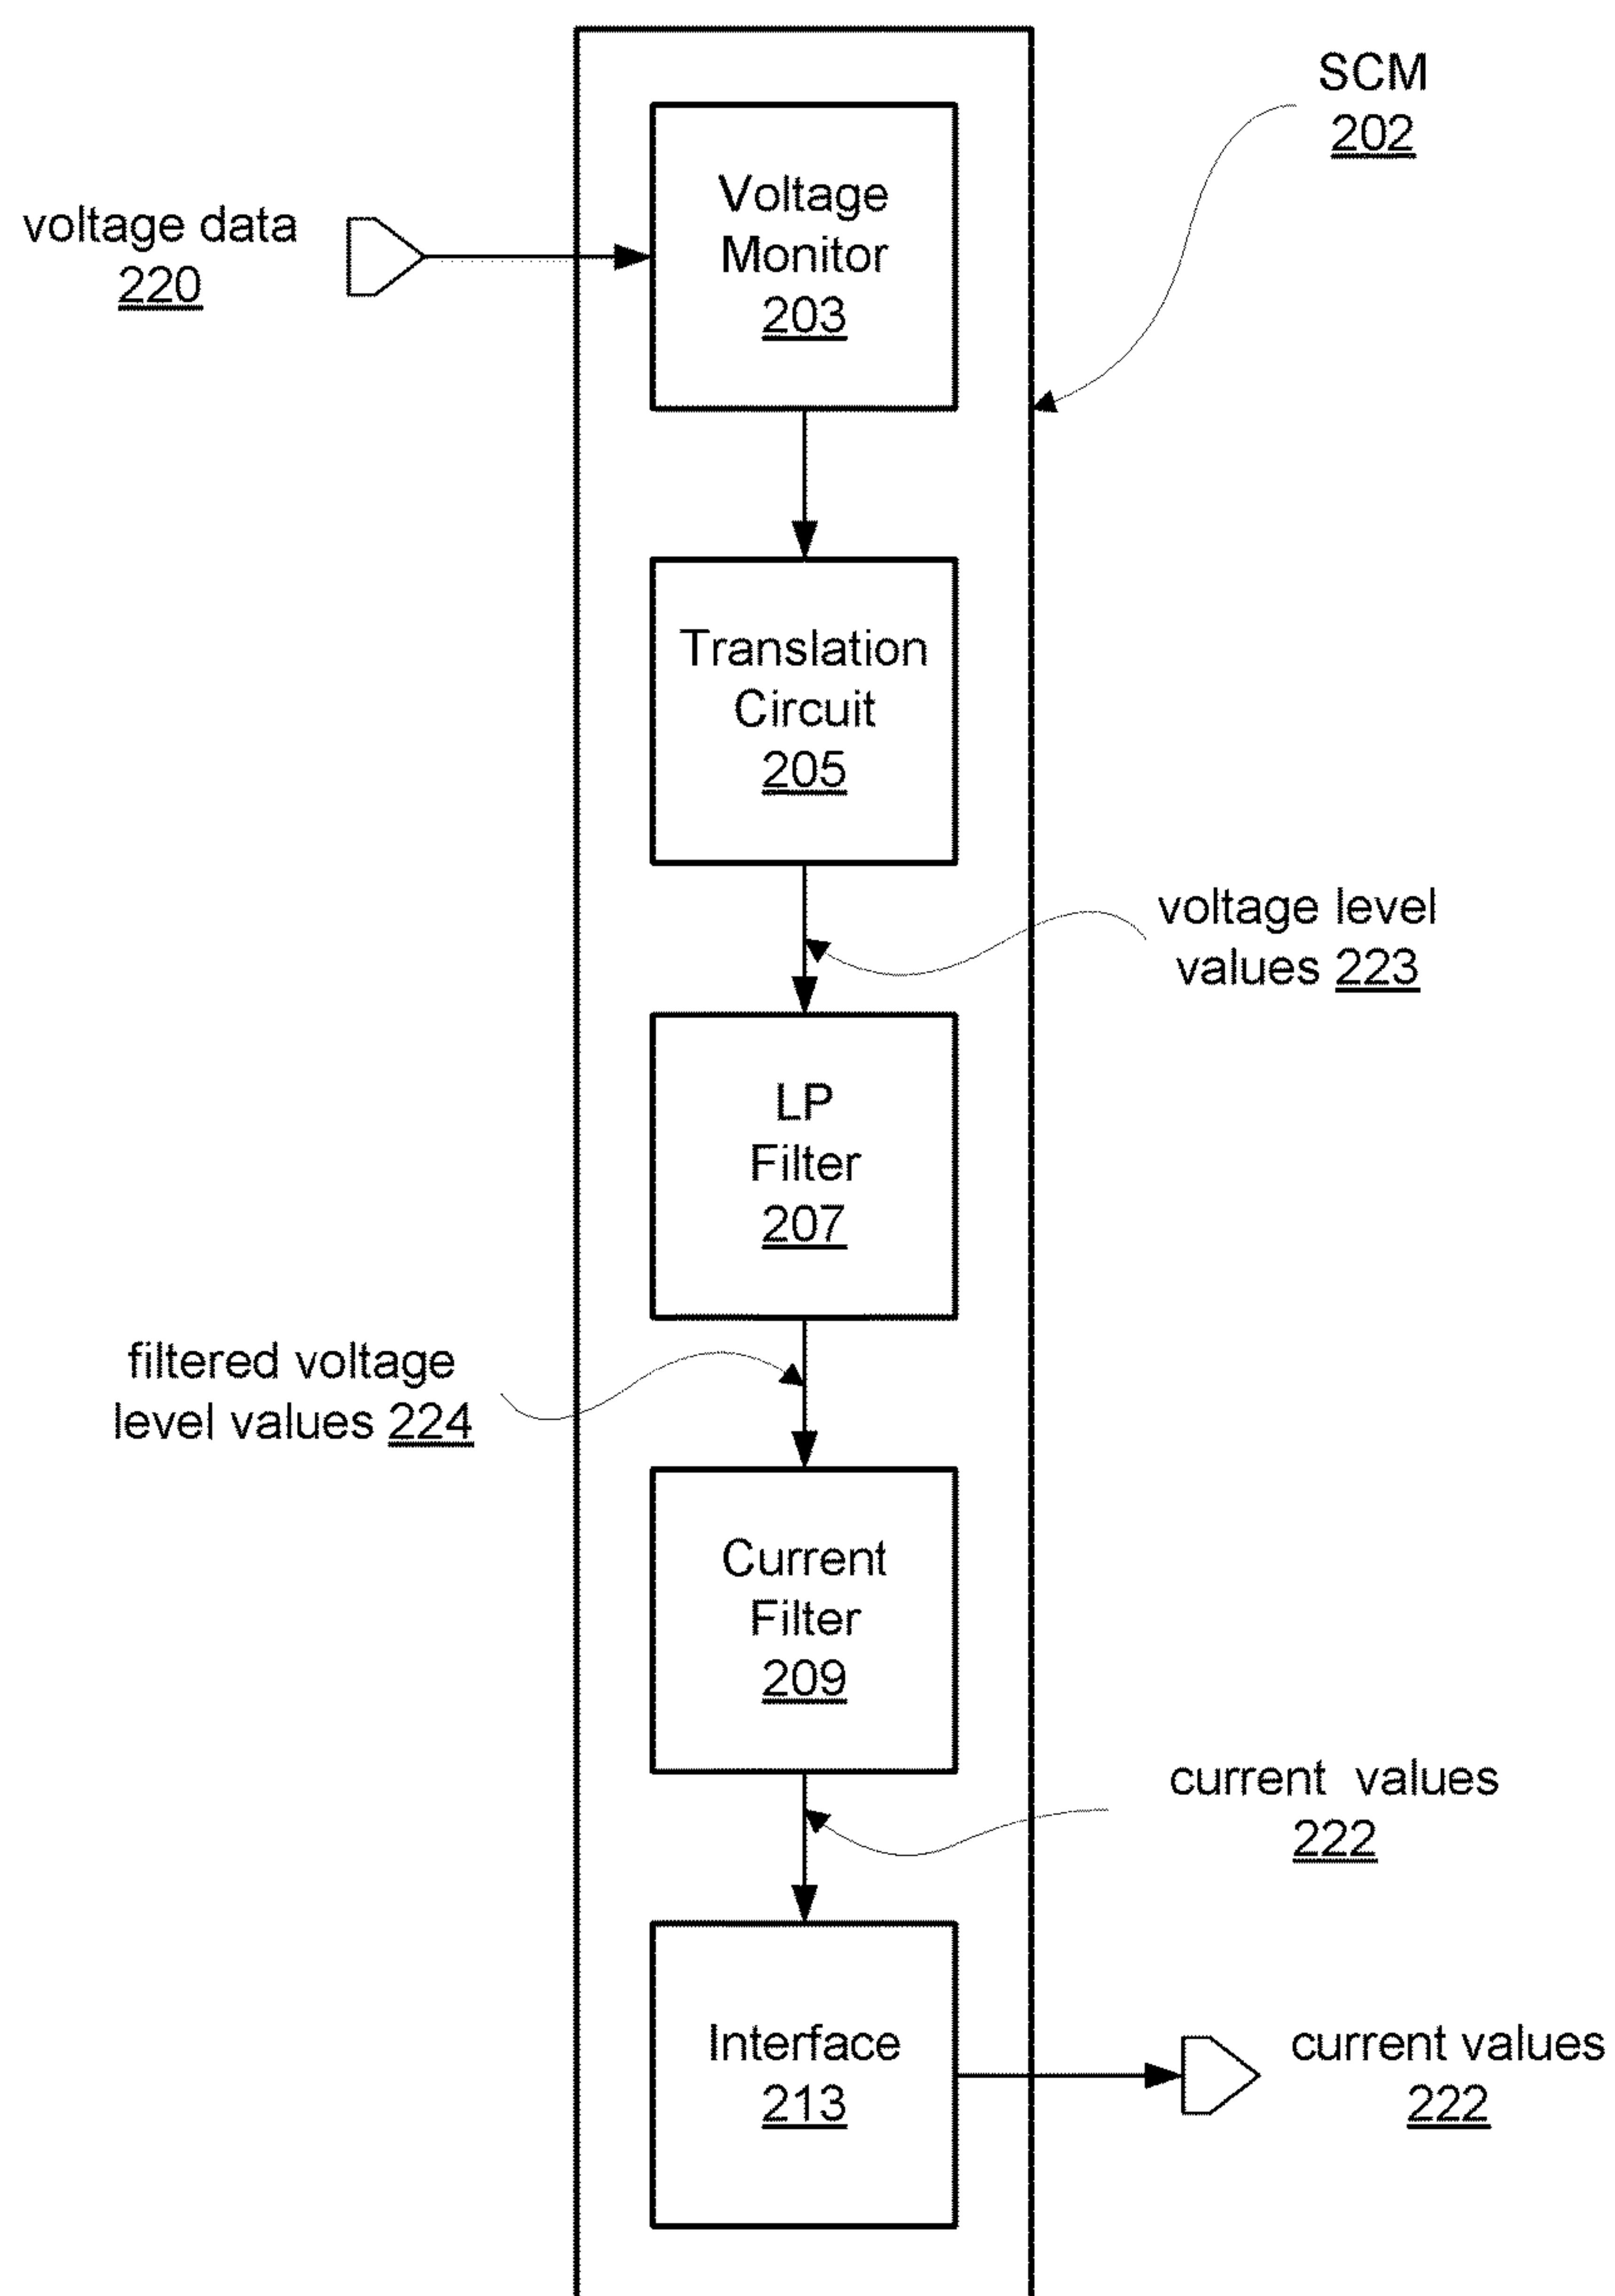 SCM
202
voltage data
220
Voltage
Monitor
203
Translation
Circuit
205
voltage level
values 223
LP
Filter
207
filtered voltage
level values 224
Current
Filter
209
current values
222
Interface
213
current values
222